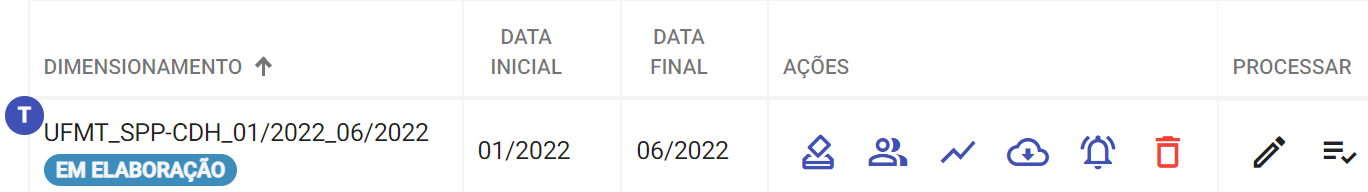 DIMENSIONAMENTO
DATA
INICIAL
DATA
FINAL
AÇÕES
PROCESSAR
T
UFMT_SPP-CDH_01/2022_06/2022
EM ELABORAÇÃO
01/2022
06/2022